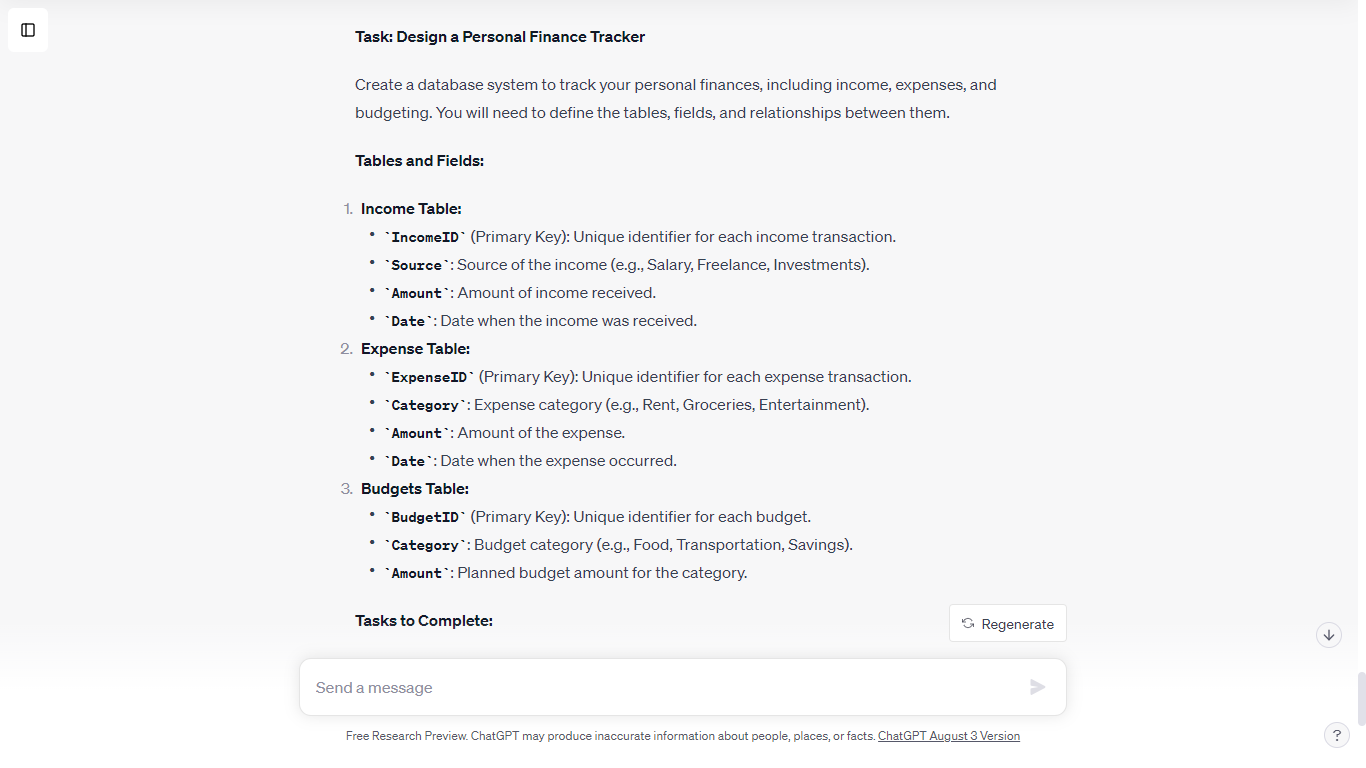 Task: Design a Personal Finance Tracker
Create a database system to track your personal finances, including income, expenses, and
budgeting. You will need to define the tables, fields, and relationships between them.
Tables and Fields:
1. Income Table:
• `IncomeID` (Primary Key): Unique identifier for each income transaction.
• `Source`: Source of the income (e.g., Salary, Freelance, Investments).
• `Amount`: Amount of income received.
• `Date`: Date when the income was received.
2. Expense Table:
• `ExpenseID` (Primary Key): Unique identifier for each expense transaction.
• `Category`: Expense category (e.g., Rent, Groceries, Entertainment).
• `Amount`: Amount of the expense.
• `Date`: Date when the expense occurred.
3. Budgets Table:
• `BudgetID` (Primary Key): Unique identifier for each budget.
• `Category`: Budget category (e.g., Food, Transportation, Savings).
• `Amount`: Planned budget amount for the category.
Tasks to Complete:
Regenerate
Send a message
Free Research Preview. ChatGPT may produce inaccurate information about people, places, or facts. ChatGPT August 3 Version
?